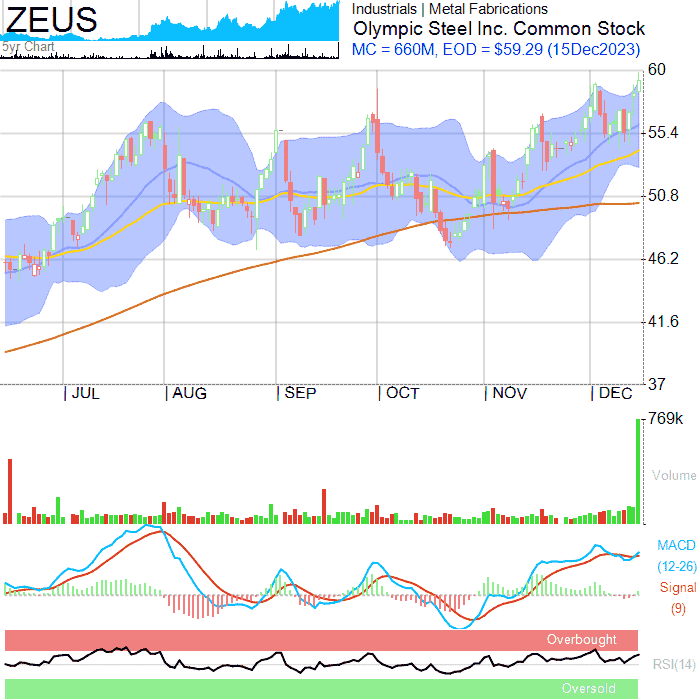 ZEUS
5yr Chart
Industrials | Metal Fabrications
Olympic Steel Inc. Common Stock
MC = 660M, EOD = $59.29 (15Dec2023)
60
55.4
50.8
46.2
41.6
37
JUL AUG SEP OCT NOV DEC
769k
Volume
MACD
(12-26)
Signal
(9)
Overbought
RSI(14)
Oversold